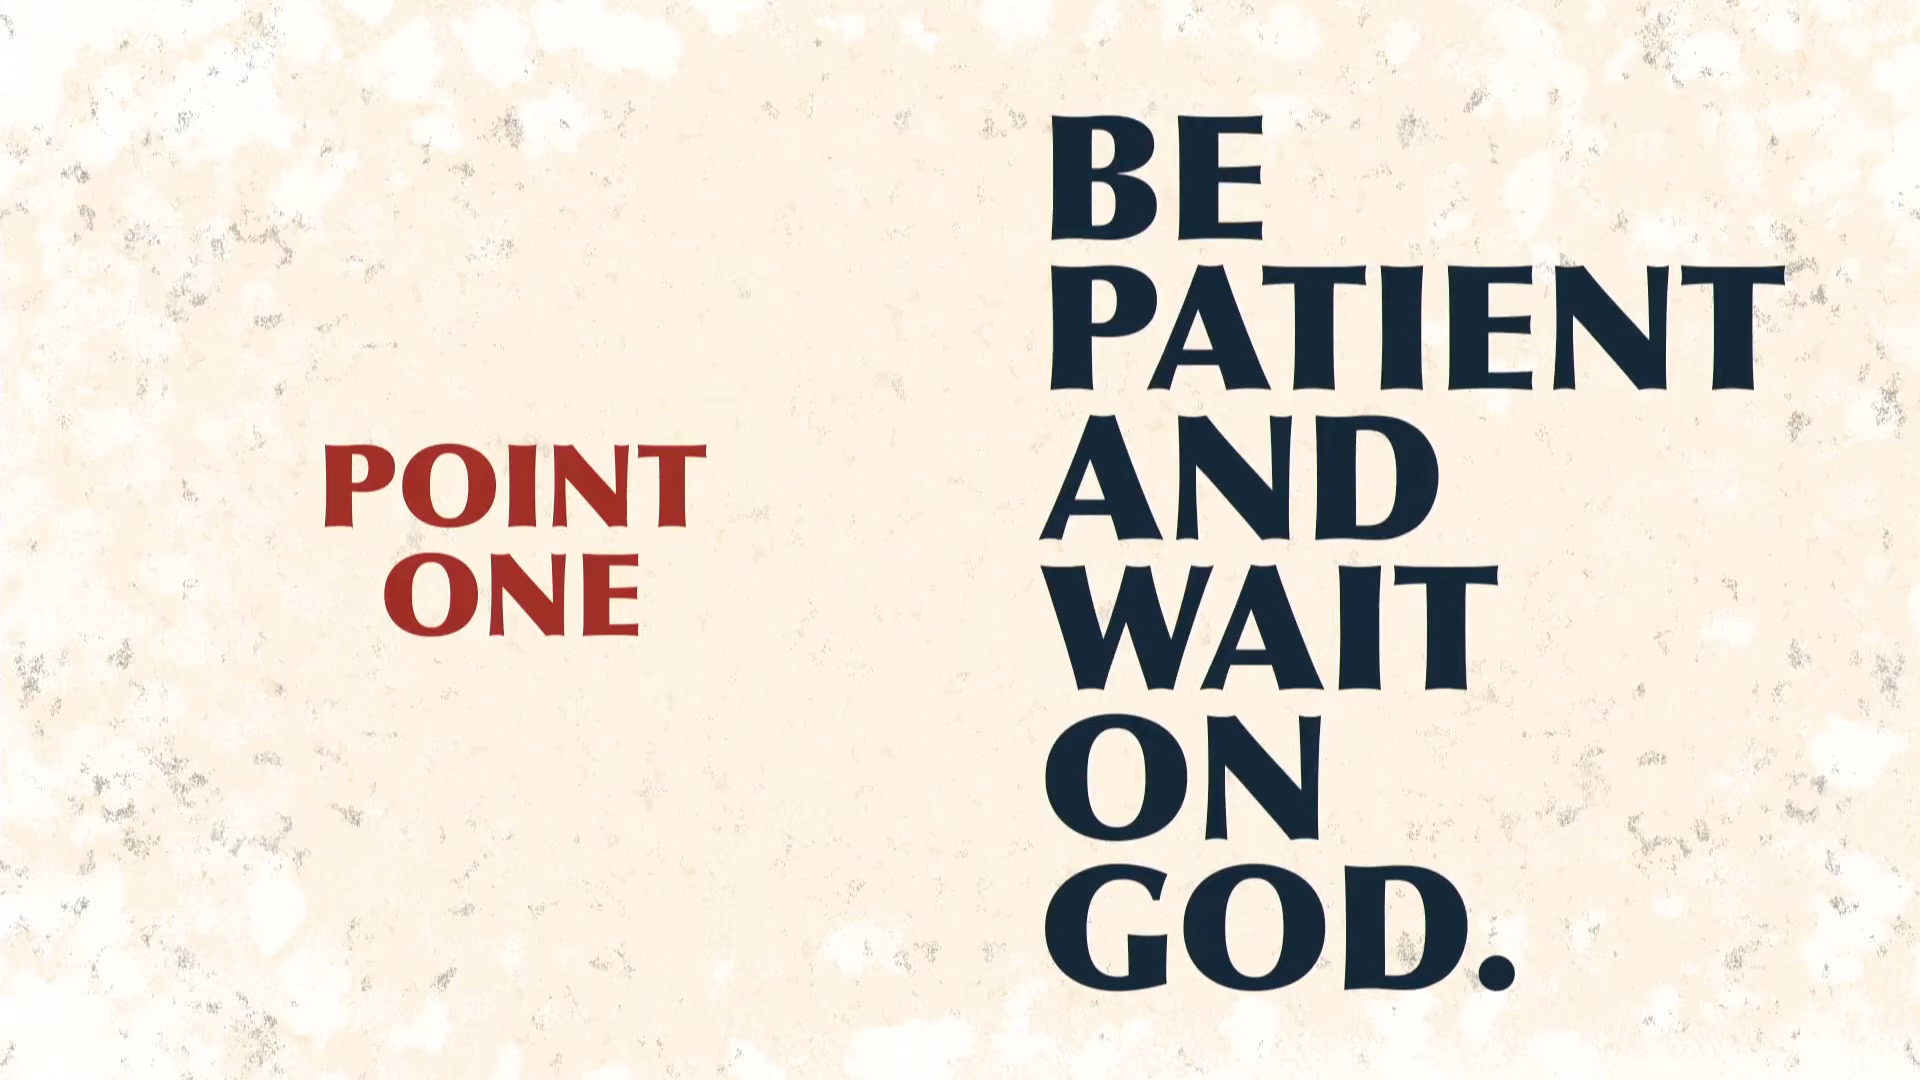 POINT
ONE
BE
PATIENT
AND
WAIT
ON
GOD.